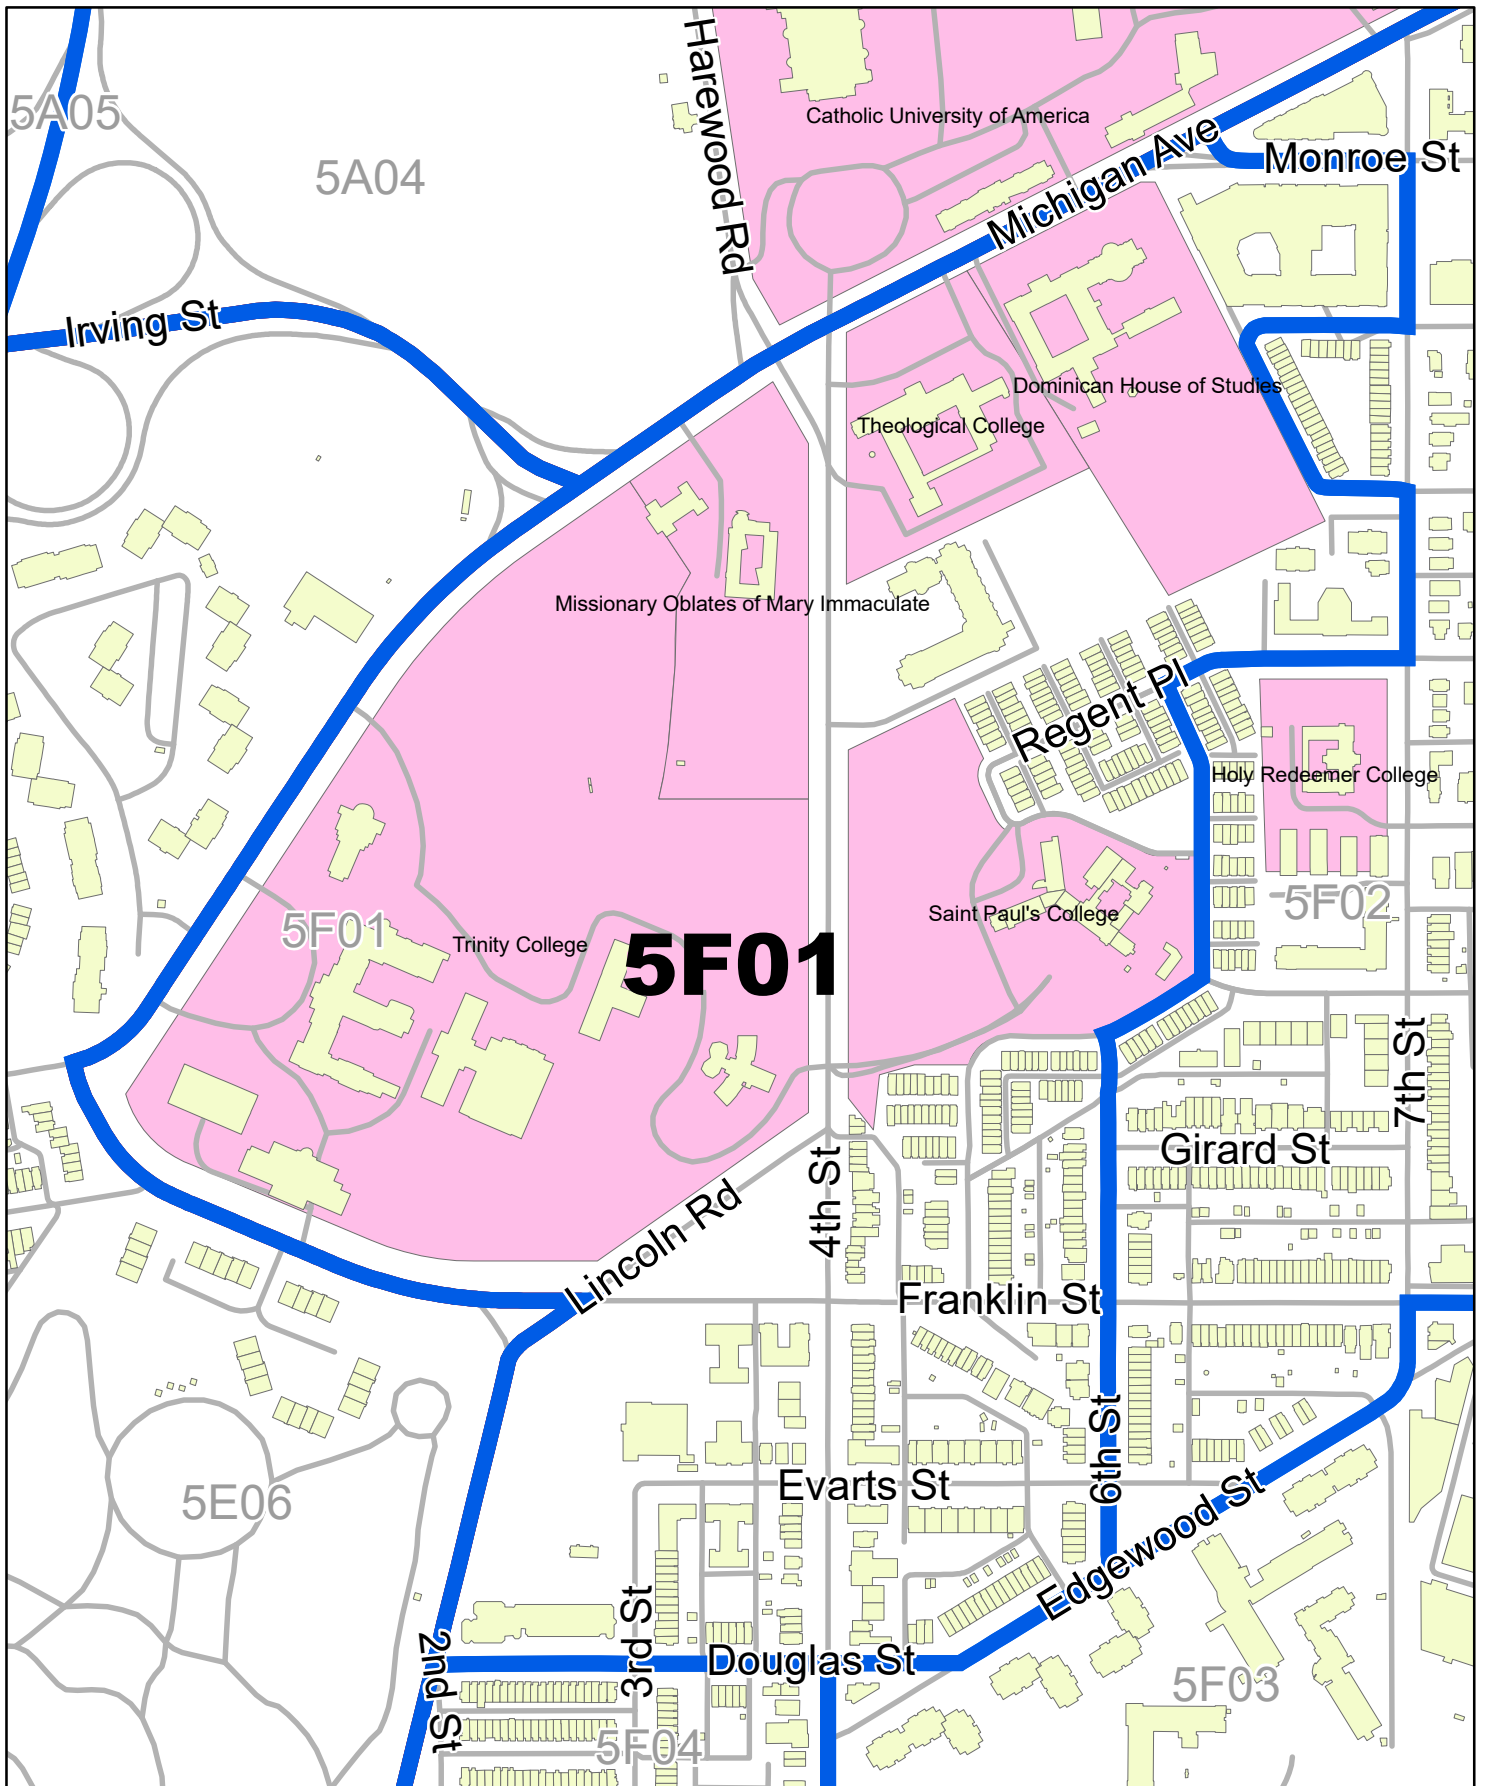 Harewood Rd
5A05
Catholic University of America
Michigan Ave
Monroe St
5A04
Irving St
Dominican House of Studies
Theological College
Missionary Oblates of Mary Immaculate
Regent Pl
Holy Redeemer College
5F02
Saint Paul's College
5F01
Trinity College
5F01
7th St
Girard St
4th St
Lincoln Rd
Franklin St
6th St
Evarts St
5E06
Edgewood St
3rd St
2nd St
Douglas St
5F03
5F04